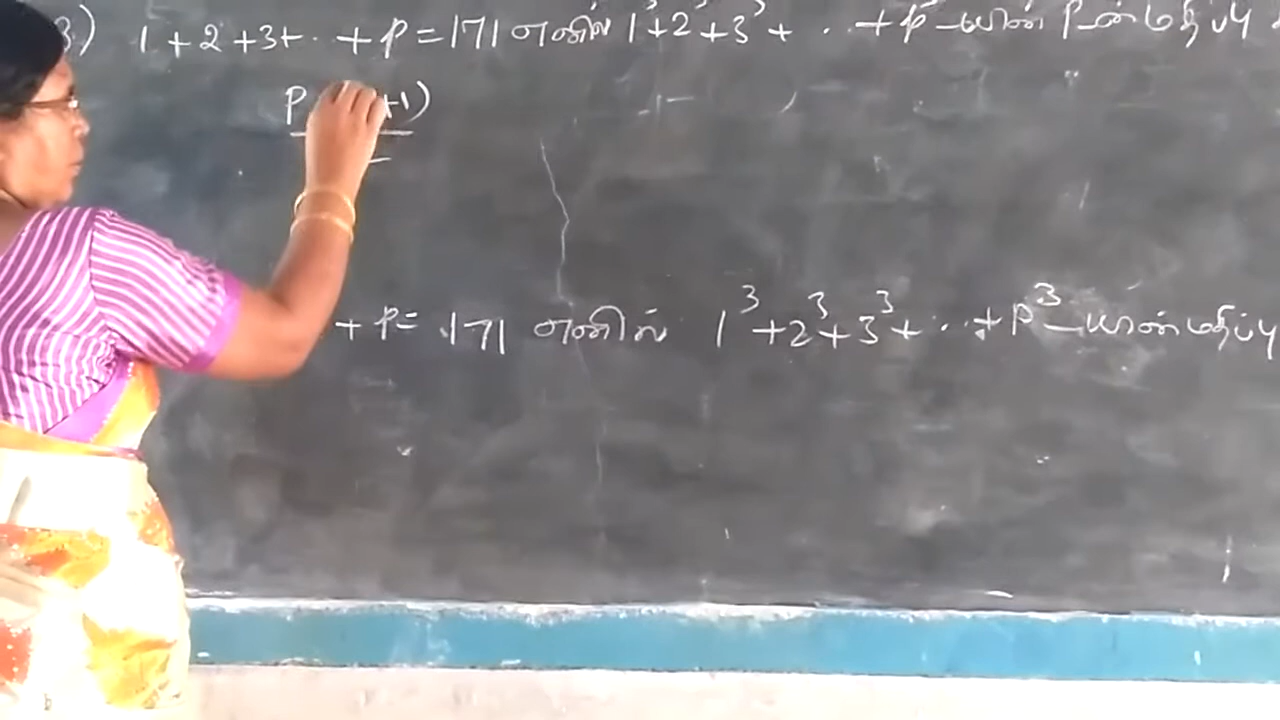 3) 1 + 2 + 3 + .. + P = 171 எனில் 1³ + 2³ + 3³ + ... + P³ - யின் P ன் மதிப்பு
P +1)
+ P = 171 எனில் 1³ + 2³ + 3³ + ... + P³ - யின் மதிப்பு